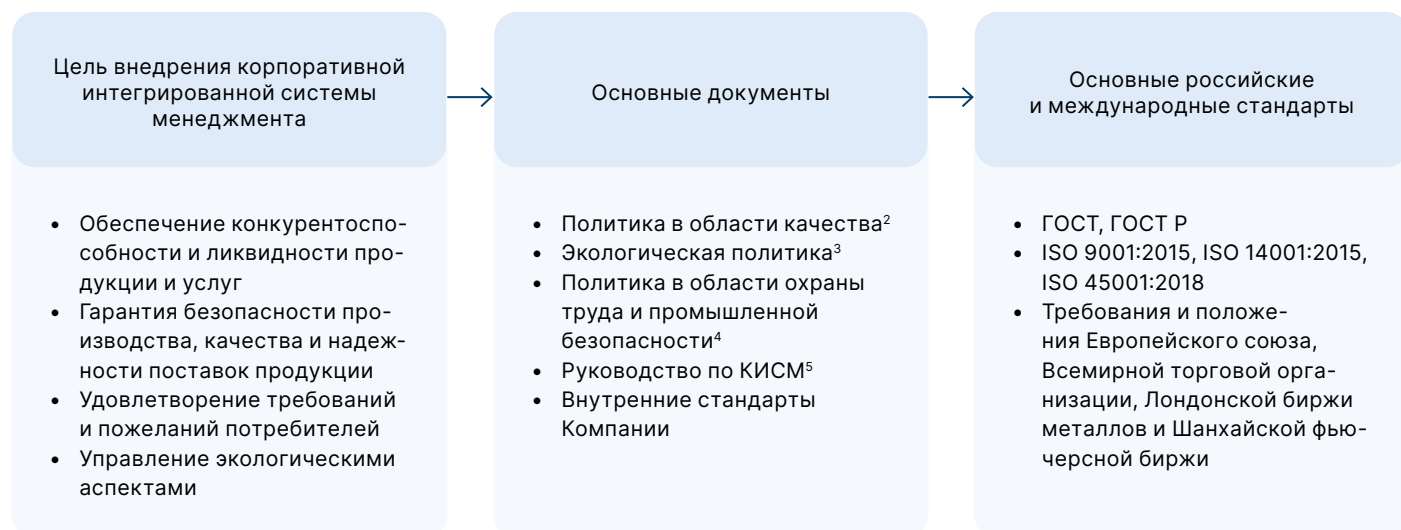 Цель внедрения корпоративной
интегрированной системы
менеджмента
• Обеспечение конкурентоспо-
собности и ликвидности про-
дукции и услуг
• Гарантия безопасности про-
изводства, качества и надеж-
ности поставок продукции
• Удовлетворение требований
и пожеланий потребителей
• Управление экологическими
аспектами
Основные документы
• Политика в области качества²
• Экологическая политика³
• Политика в области охраны
труда и промышленной
безопасности⁴
• Руководство по КИСМ⁵
• Внутренние стандарты
Компании
Основные российские
и международные стандарты
• ГОСТ, ГОСТ Р
• ISO 9001:2015, ISO 14001:2015,
ISO 45001:2018
• Требования и положе-
ния Европейского союза,
Всемирной торговой орга-
низации, Лондонской биржи
металлов и Шанхайской фью-
черсной биржи